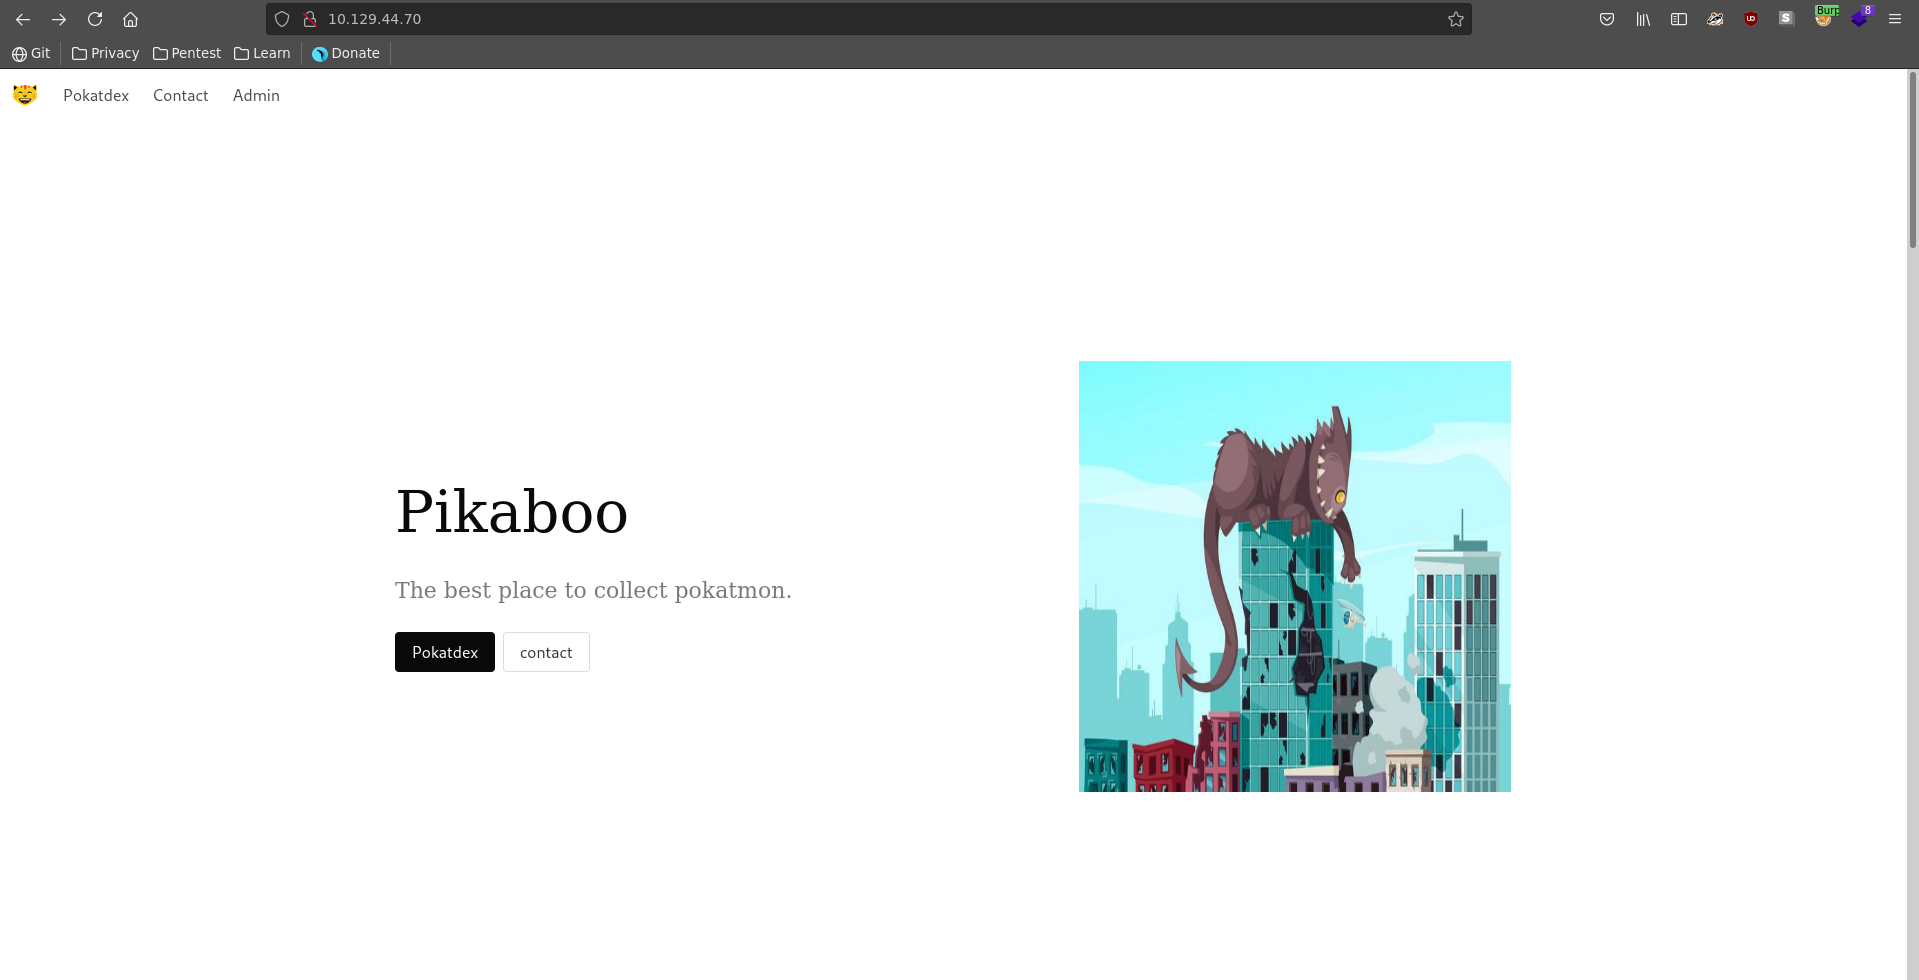 10.129.44.70
Burp
8
Git Privacy Pentest Learn Donate
Pokatdex Contact Admin
Pikaboo
The best place to collect pokatmon.
Pokatdex contact